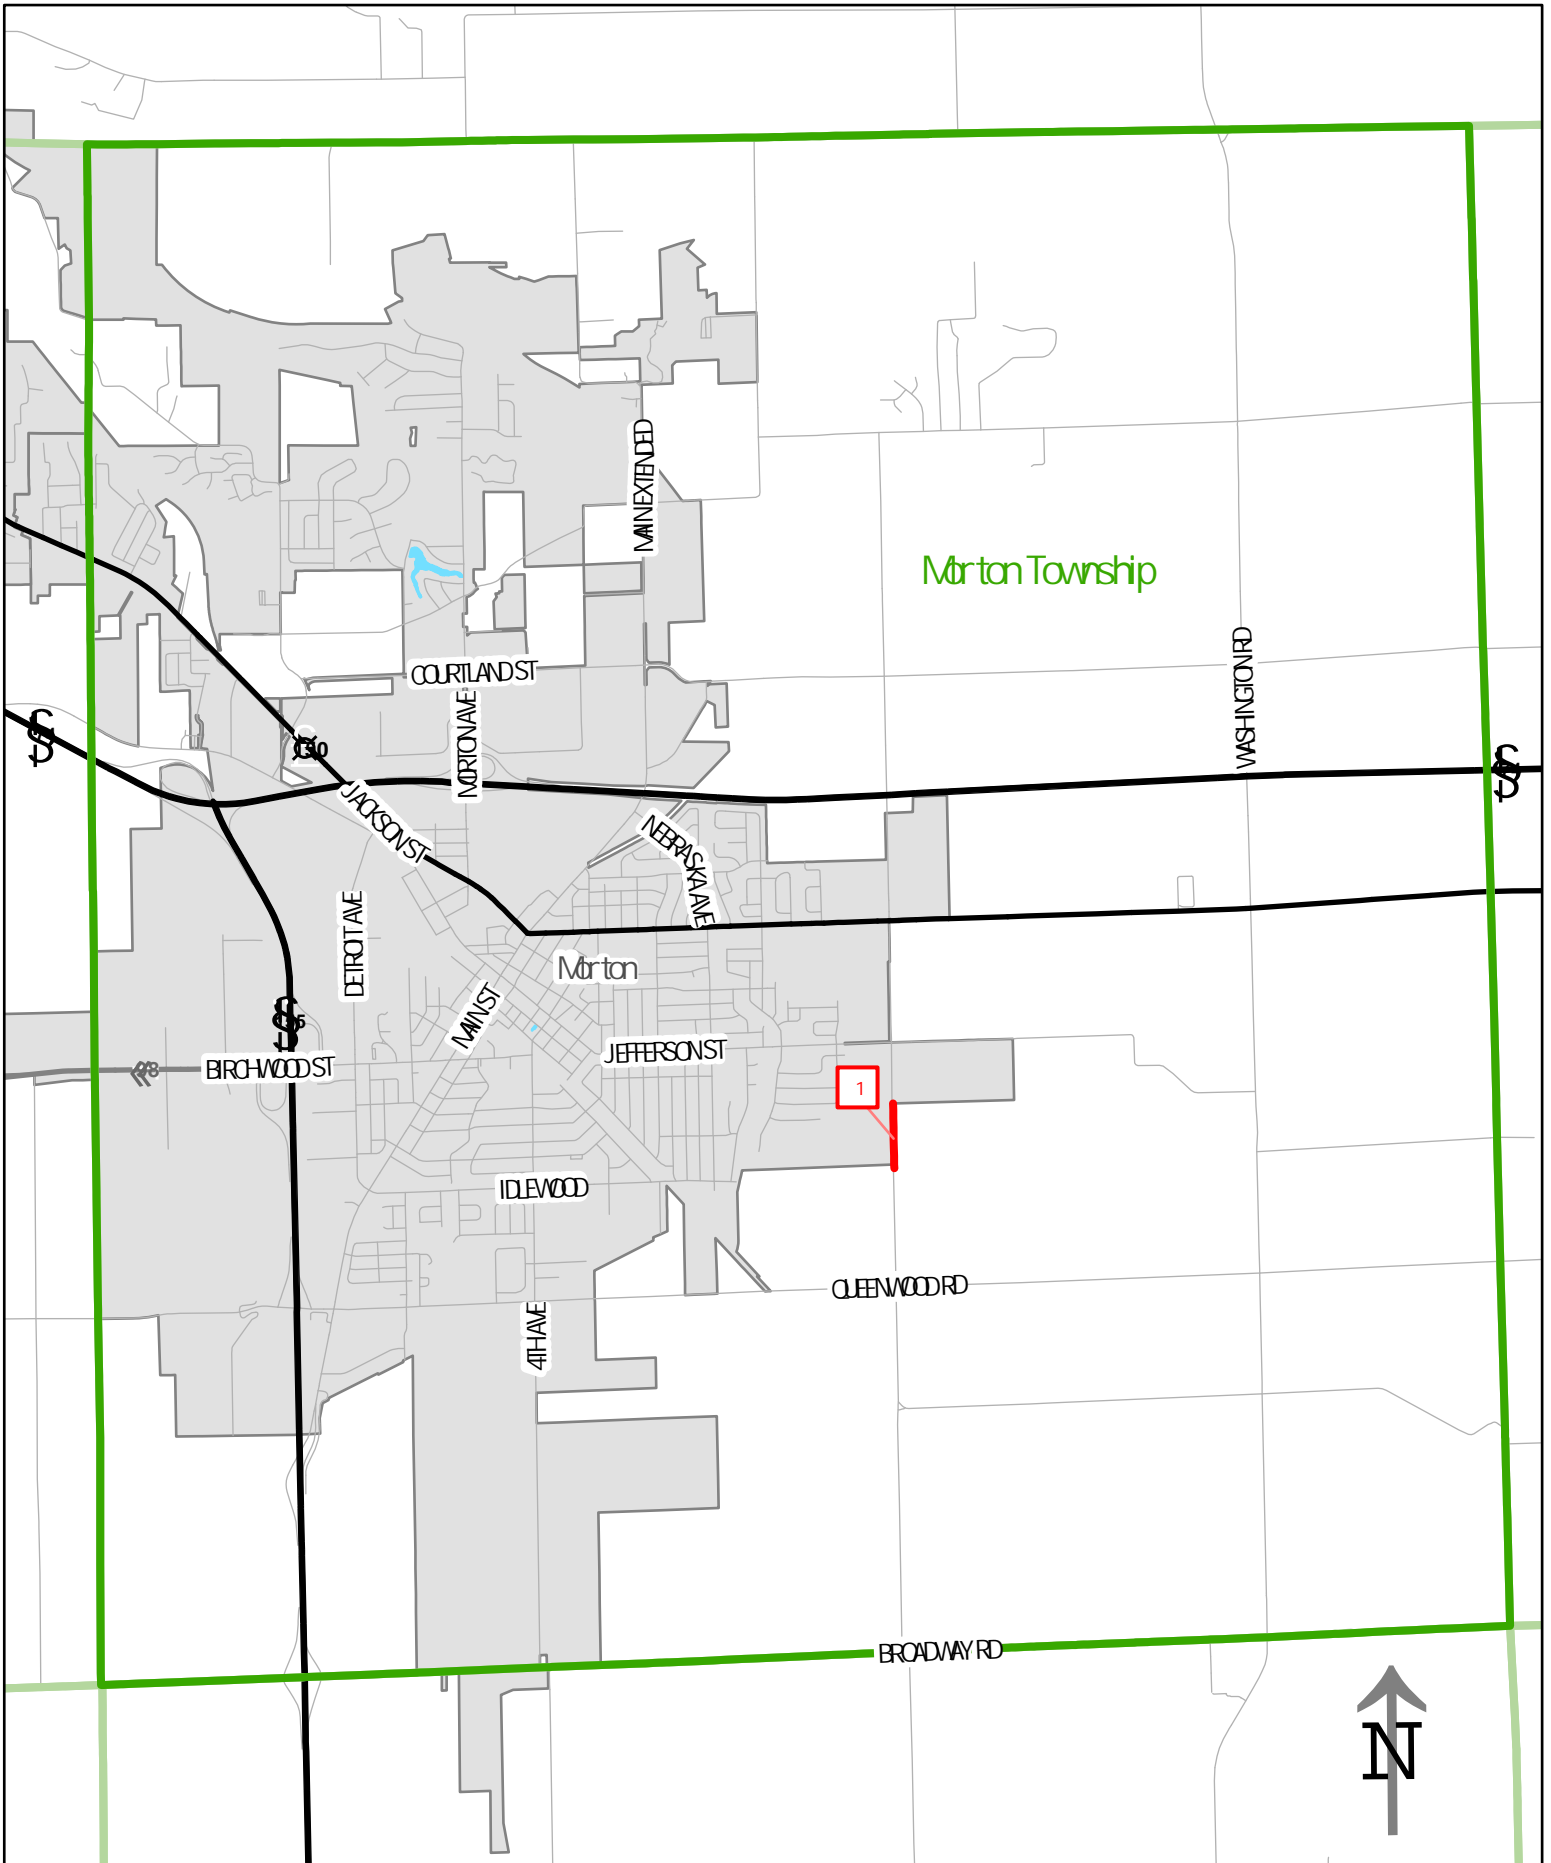 MAIN EXTENDED
Morton Township
WASHINGTON RD
COURTLAND ST
MORTON AVE
JACKSON ST
NEBRASKA AVE
DETROIT AVE
Morton
MAIN ST
JEFFERSON ST
BIRCHWOOD ST
98
1
IDLEWOOD
QUEENWOOD RD
4TH AVE
BROADWAY RD
N